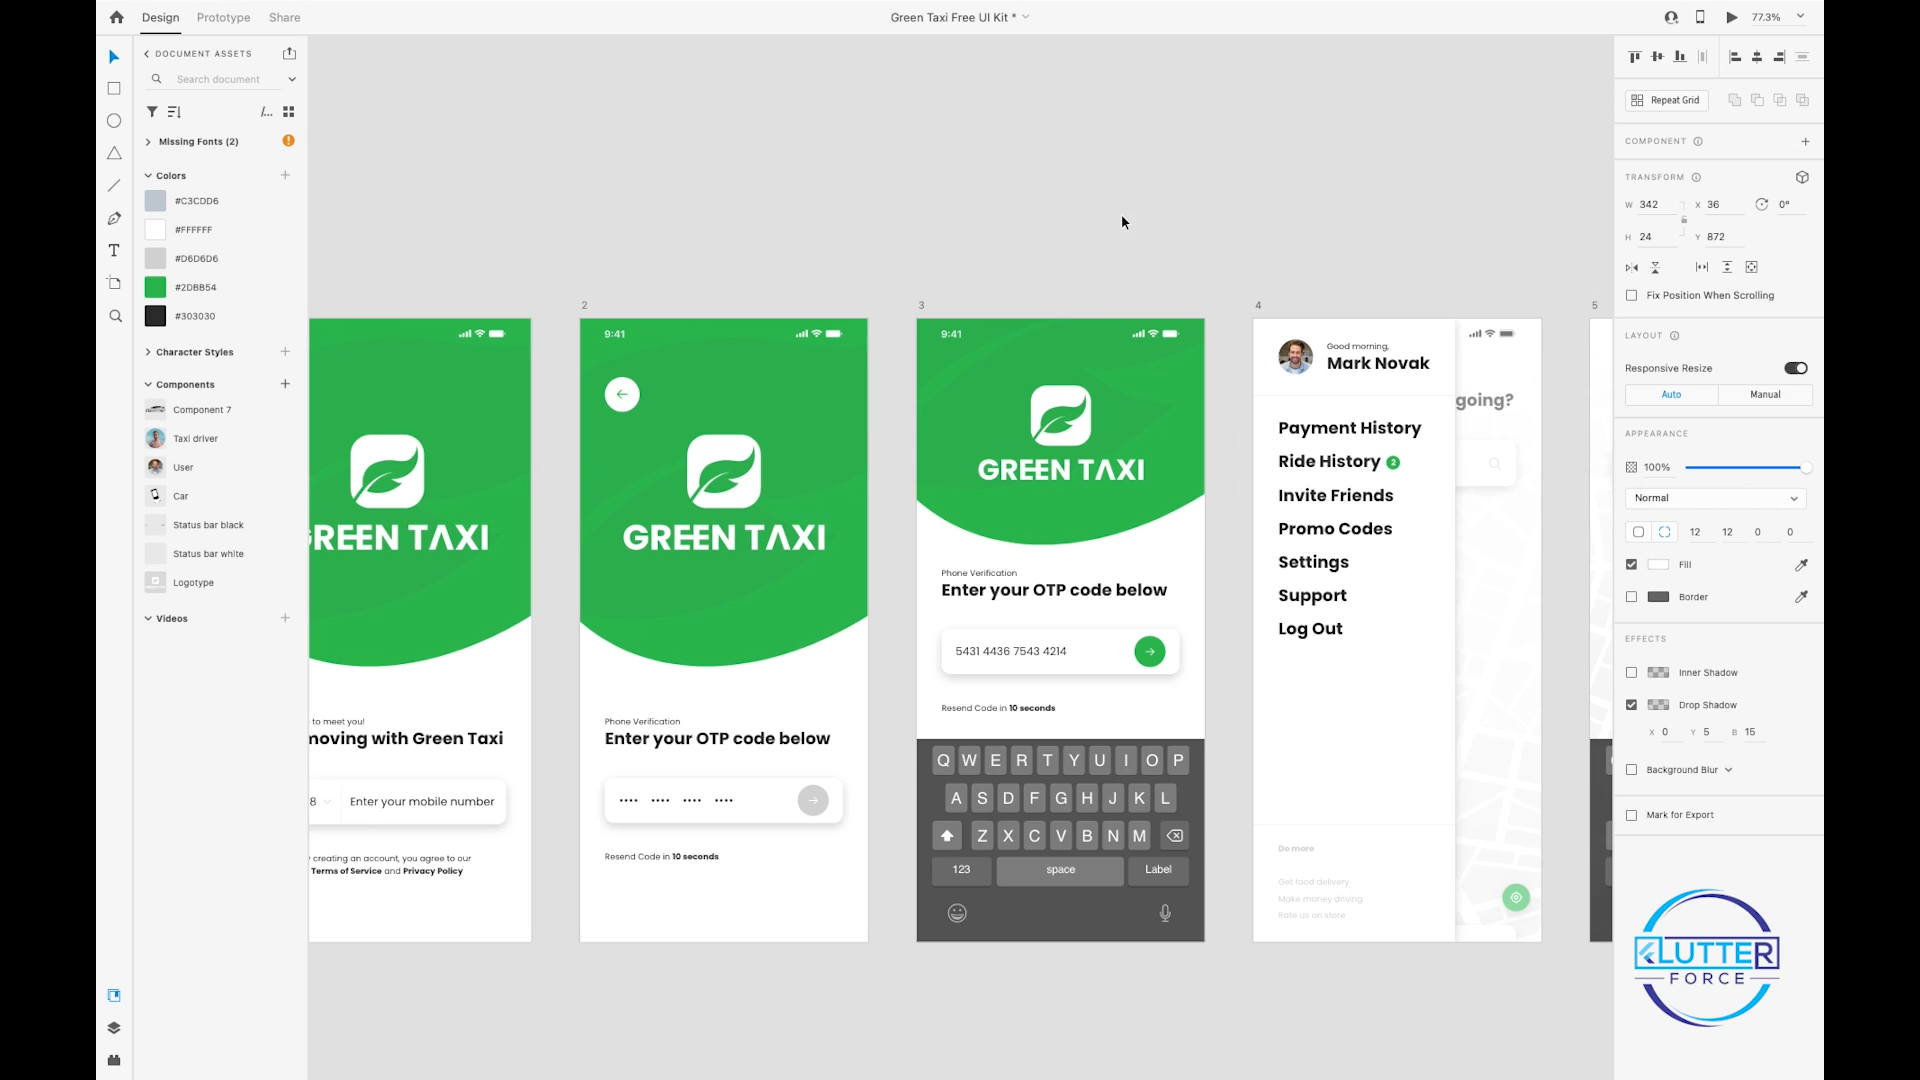 Design
Prototype
Share
Green Taxi Free UI Kit *
77.3%
DOCUMENT ASSETS
Search document
/...
Missing Fonts (2)
Colors
#C3CDD6
#FFFFFF
#D6D6D6
#2DBB54
#303030
Character Styles
Components
Component 7
Taxi driver
User
Car
Status bar black
Status bar white
Logotype
Videos
GREEN TAXI
to meet you!
moving with Green Taxi
8
Enter your mobile number
creating an account, you agree to our
Terms of Service and Privacy Policy
2
9:41
GREEN TAXI
Phone Verification
Enter your OTP code below
•••• •••• •••• ••••
Resend Code in 10 seconds
3
9:41
GREEN TAXI
Phone Verification
Enter your OTP code below
5431 4436 7543 4214
Resend Code in 10 seconds
Q W E R T Y U I O P
A S D F G H J K L
Z X C V B N M
123
space
Label
4
Good morning,
Mark Novak
going?
Payment History
Ride History 2
Invite Friends
Promo Codes
Settings
Support
Log Out
Do more
Get food delivery
Make money driving
Rate us on store
5
Repeat Grid
COMPONENT
TRANSFORM
W 342
X 36
0°
H 24
Y 872
Fix Position When Scrolling
LAYOUT
Responsive Resize
Auto
Manual
APPEARANCE
100%
Normal
12 12 0 0
Fill
Border
EFFECTS
Inner Shadow
Drop Shadow
X 0 Y 5 B 15
Background Blur
Mark for Export
FLUTTER
FORCE